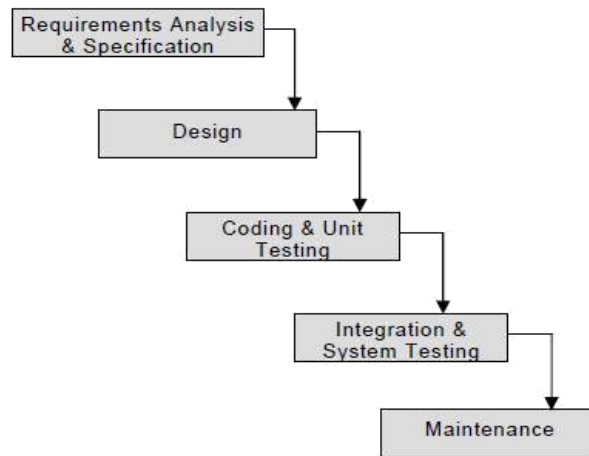 Requirements Analysis
& Specification
Design
Coding & Unit
Testing
Integration &
System Testing
Maintenance